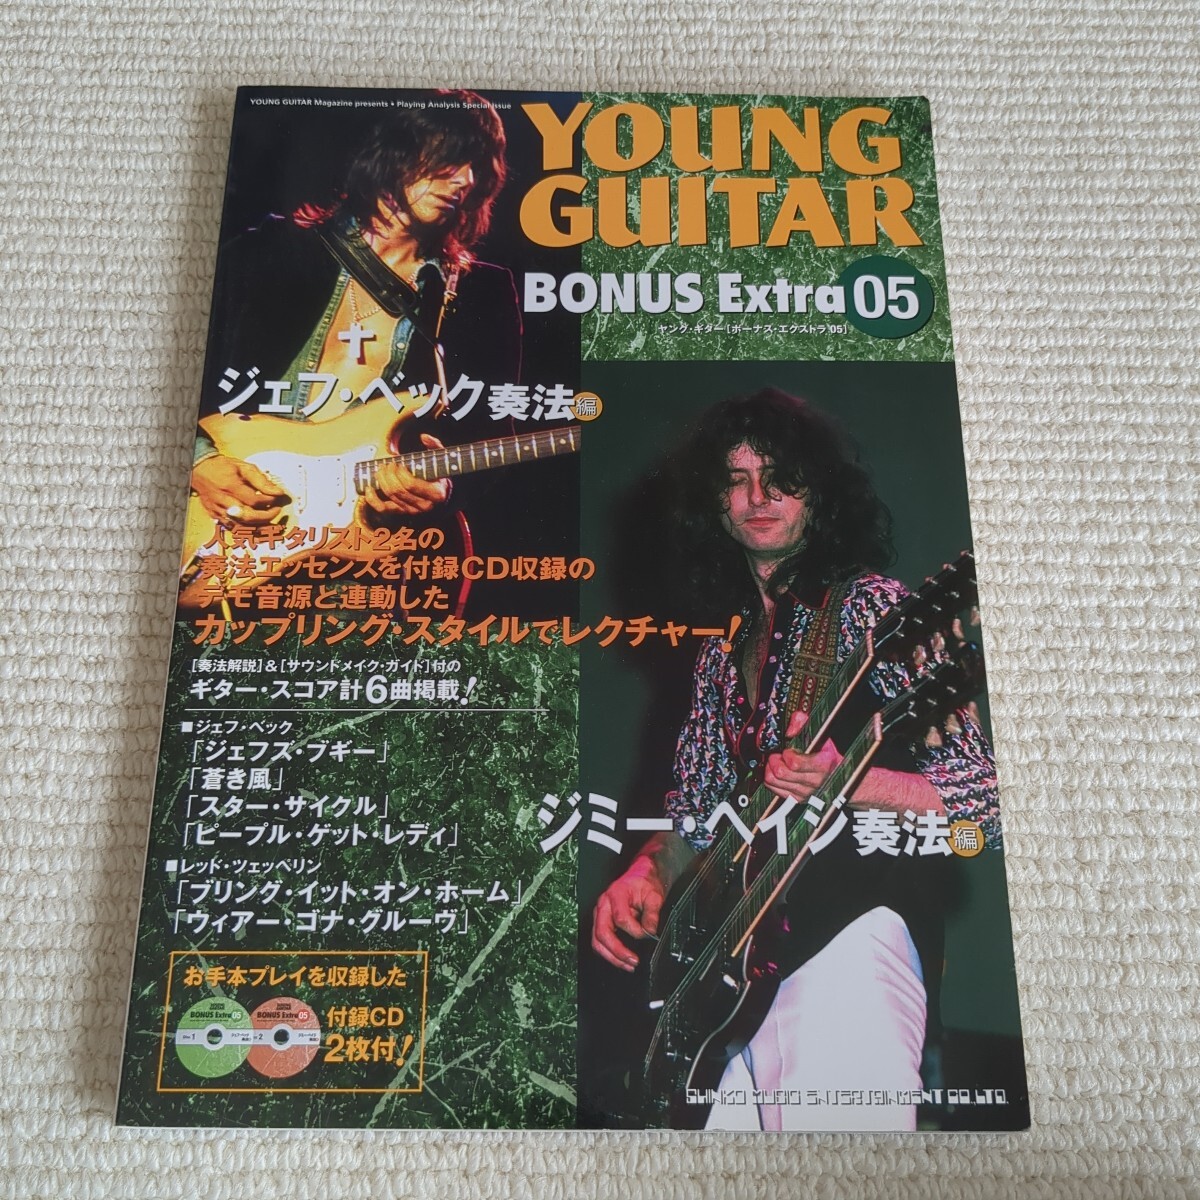 YOUNG GUITAR Magazine presents • Playing Analysis Special Issue
YOUNG
GUITAR
BONUS Extra 05
ヤング・ギター［ボーナス・エクストラ 05］
ジェフ・ベック奏法編
人気ギタリスト2名の
奏法エッセンスを付録CD収録の
デモ音源と連動した
カップリング・スタイルでレクチャー！
［奏法解説］&［サウンドメイク・ガイド］付の
ギター・スコア計6曲掲載！
■ジェフ・ベック
「ジェフズ・ブギー」
「蒼き風」
「スター・サイクル」
「ピープル・ゲット・レディ」
ジミー・ペイジ奏法編
■レッド・ツェッペリン
「ブリング・イット・オン・ホーム」
「ウィアー・ゴナ・グルーヴ」
お手本プレイを収録した
付録CD
2枚付！
BONUS Extra 05
BONUS Extra 05
SHINKO MUSIC ENTERTAINMENT CO.,LTD.